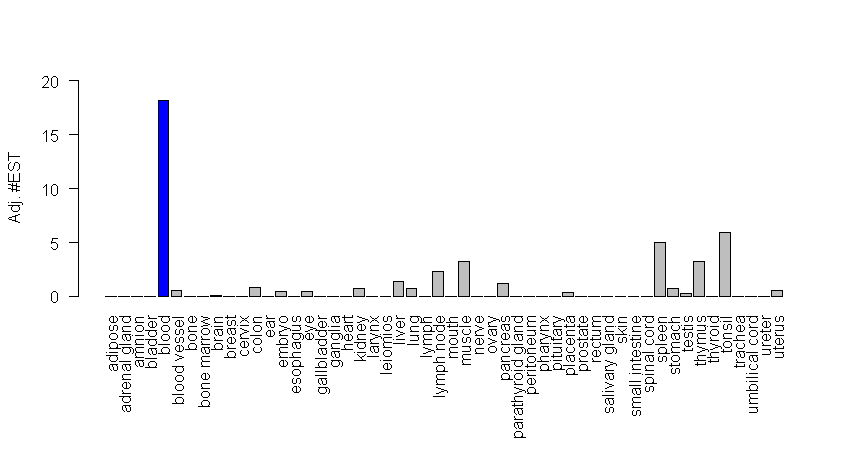 Adj. #EST
20
15
10
5
0
adipose
adrenal gland
amnion
bladder
blood
blood vessel
bone
bone marrow
brain
breast
cervix
colon
ear
embryo
esophagus
eye
gallbladder
ganglia
heart
kidney
larynx
leiomios
liver
lung
lymph
lymph node
mouth
muscle
nerve
ovary
pancreas
parathyroid gland
peritoneum
pharynx
pituitary
placenta
prostate
rectum
salivary gland
skin
small intestine
spinal cord
spleen
stomach
testis
thymus
thyroid
tonsil
trachea
umbilical cord
ureter
uterus